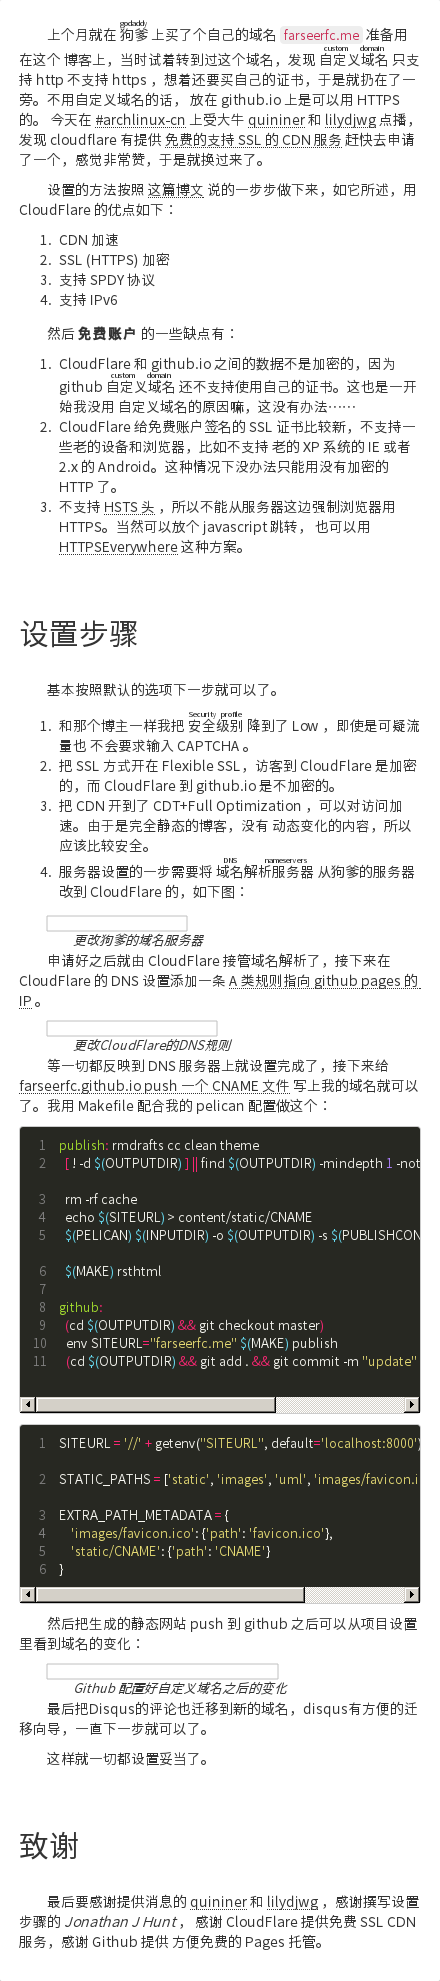 godaddy
上个月就在 狗爹 上买了个自己的域名 farseerfc.me 准备用
custom domain
在这个 博客上，当时试着转到过这个域名，发现 自定义域名 只支
持 http 不支持 https ，想着还要买自己的证书，于是就扔在了一
旁。不用自定义域名的话， 放在 github.io 上是可以用 HTTPS
的。 今天在 #archlinux-cn 上受大牛 quininer 和 lilydjwg 点播，
发现 cloudflare 有提供 免费的支持 SSL 的 CDN 服务 赶快去申请
了一个，感觉非常赞，于是就换过来了。
设置的方法按照 这篇博文 说的一步步做下来，如它所述，用
CloudFlare 的优点如下：
1. CDN 加速
2. SSL (HTTPS) 加密
3. 支持 SPDY 协议
4. 支持 IPv6
然后 免费账户 的一些缺点有：
1. CloudFlare 和 github.io 之间的数据不是加密的，因为
custom domain
github 自定义域名 还不支持使用自己的证书。这也是一开
始我没用 自定义域名的原因嘛，这没有办法……
2. CloudFlare 给免费账户签名的 SSL 证书比较新，不支持一
些老的设备和浏览器，比如不支持 老的 XP 系统的 IE 或者
2.x 的 Android。这种情况下没办法只能用没有加密的
HTTP 了。
3. 不支持 HSTS 头 ，所以不能从服务器这边强制浏览器用
HTTPS。当然可以放个 javascript 跳转， 也可以用
HTTPSEverywhere 这种方案。
设置步骤
基本按照默认的选项下一步就可以了。
Security profile
1. 和那个博主一样我把 安全级别 降到了 Low ，即使是可疑流
量也 不会要求输入 CAPTCHA 。
2. 把 SSL 方式开在 Flexible SSL，访客到 CloudFlare 是加密
的，而 CloudFlare 到 github.io 是不加密的。
3. 把 CDN 开到了 CDT+Full Optimization ，可以对访问加
速。由于是完全静态的博客，没有 动态变化的内容，所以
应该比较安全。
DNS nameservers
4. 服务器设置的一步需要将 域名解析服务器 从狗爹的服务器
改到 CloudFlare 的，如下图：
更改狗爹的域名服务器
申请好之后就由 CloudFlare 接管域名解析了，接下来在
CloudFlare 的 DNS 设置添加一条 A 类规则指向 github pages 的
IP 。
更改CloudFlare的DNS规则
等一切都反映到 DNS 服务器上就设置完成了，接下来给
farseerfc.github.io push 一个 CNAME 文件 写上我的域名就可以
了。我用 Makefile 配合我的 pelican 配置做这个：
1 publish: rmdrafts cc clean theme
2 [ ! -d $(OUTPUTDIR) ] || find $(OUTPUTDIR) -mindepth 1 -not
3 rm -rf cache
4 echo $(SITEURL) > content/static/CNAME
5 $(PELICAN) $(INPUTDIR) -o $(OUTPUTDIR) -s $(PUBLISHCON
6 $(MAKE) rsthtml
7
8 github:
9 (cd $(OUTPUTDIR) && git checkout master)
10 env SITEURL="farseerfc.me" $(MAKE) publish
11 (cd $(OUTPUTDIR) && git add . && git commit -m "update"
1 SITEURL = '//' + getenv("SITEURL", default='localhost:8000')
2 STATIC_PATHS = ['static', 'images', 'uml', 'images/favicon.i
3 EXTRA_PATH_METADATA = {
4 'images/favicon.ico': {'path': 'favicon.ico'},
5 'static/CNAME': {'path': 'CNAME'}
6 }
然后把生成的静态网站 push 到 github 之后可以从项目设置
里看到域名的变化：
Github 配置好自定义域名之后的变化
最后把Disqus的评论也迁移到新的域名，disqus有方便的迁
移向导，一直下一步就可以了。
这样就一切都设置妥当了。
致谢
最后要感谢提供消息的 quininer 和 lilydjwg ，感谢撰写设置
步骤的 Jonathan J Hunt ， 感谢 CloudFlare 提供免费 SSL CDN
服务，感谢 Github 提供 方便免费的 Pages 托管。